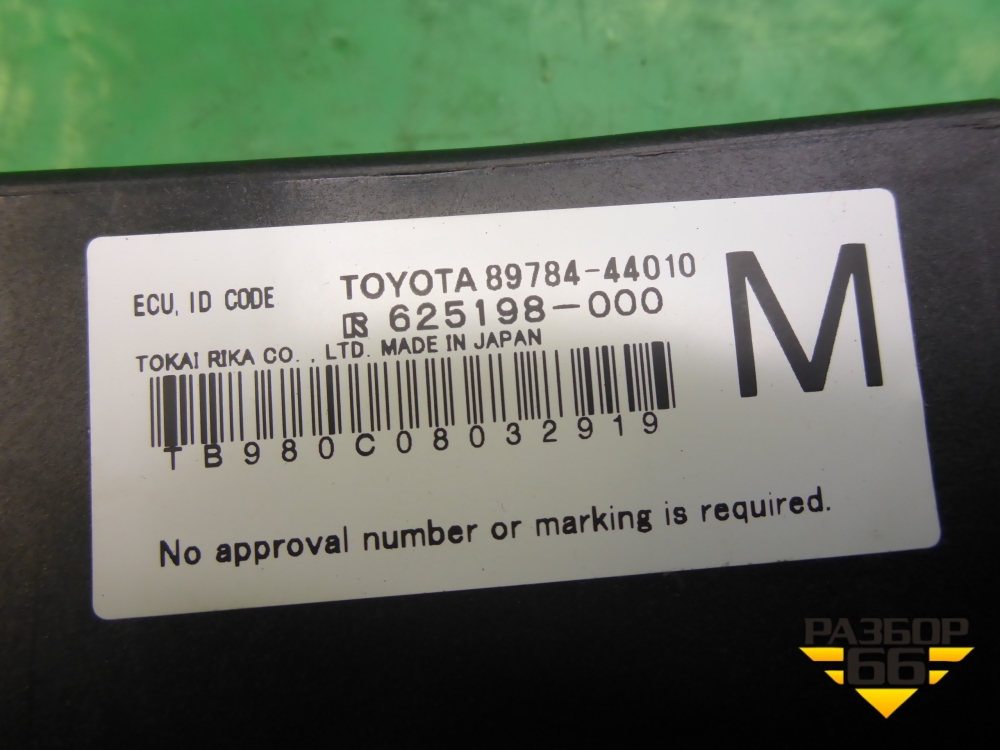 ECU, ID CODE
TOYOTA 89784-44010
625198-000
TOKAI RIKA CO. , LTD. MADE IN JAPAN
M
TB980C08032919
No approval number or marking is required.
РАЗБОР
66